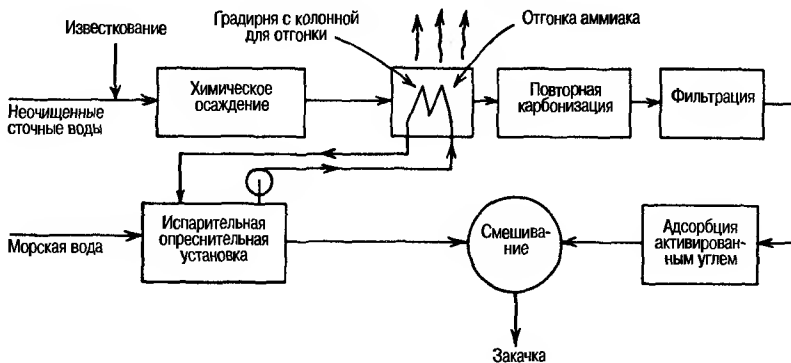 Известкование
Градирня с колонной
для отгонки
Отгонка аммиака
Химическое
осаждение
Повторная
карбонизация
Фильтрация
Неочищенные
сточные воды
Испарительная
опреснительная
установка
Морская вода
Смешива-
ние
Адсорбция
активирован-
ным углем
Закачка